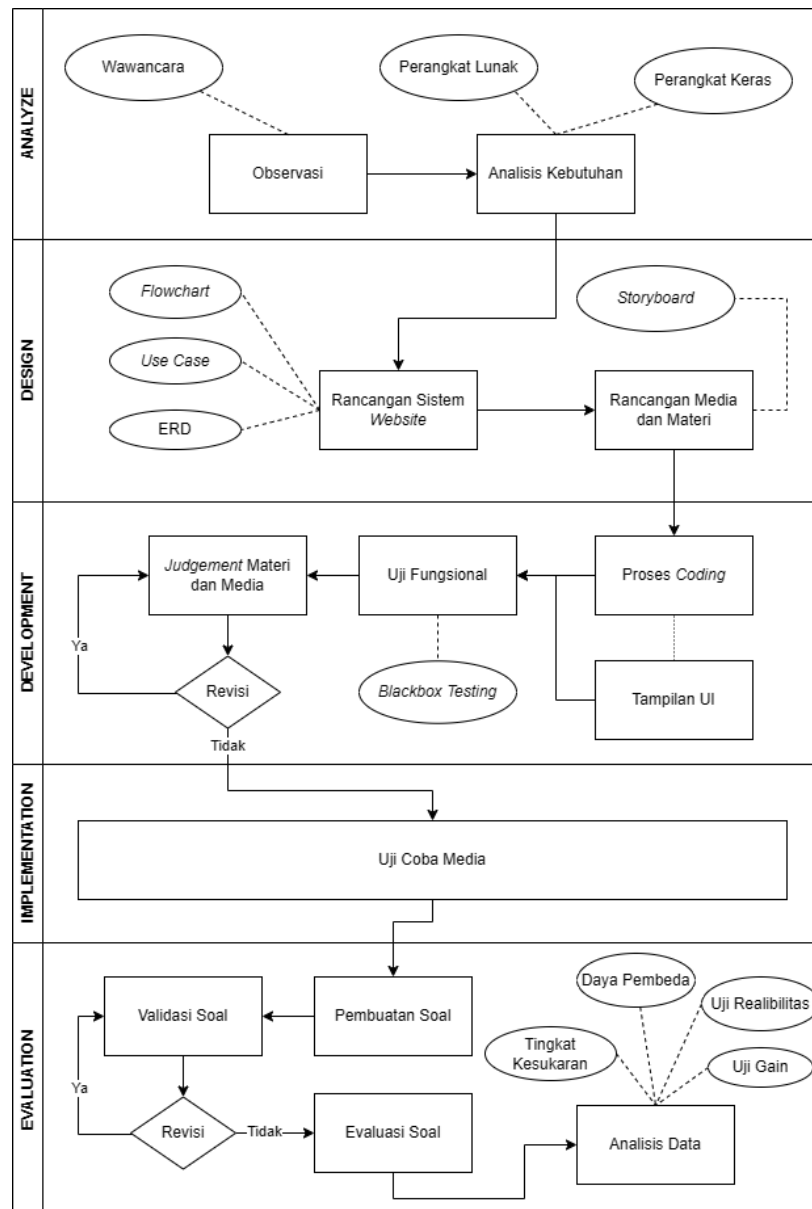 ANALYZE
Wawancara
Perangkat Lunak
Perangkat Keras
Observasi
Analisis Kebutuhan
DESIGN
Flowchart
Storyboard
Use Case
ERD
Rancangan Sistem
Website
Rancangan Media
dan Materi
DEVELOPMENT
Judgement Materi
dan Media
Uji Fungsional
Proses Coding
Ya
Revisi
Blackbox Testing
Tampilan UI
Tidak
IMPLEMENTATION
Uji Coba Media
EVALUATION
Daya Pembeda
Uji Realibilitas
Validasi Soal
Pembuatan Soal
Tingkat
Kesukaran
Uji Gain
Ya
Revisi
Tidak
Evaluasi Soal
Analisis Data